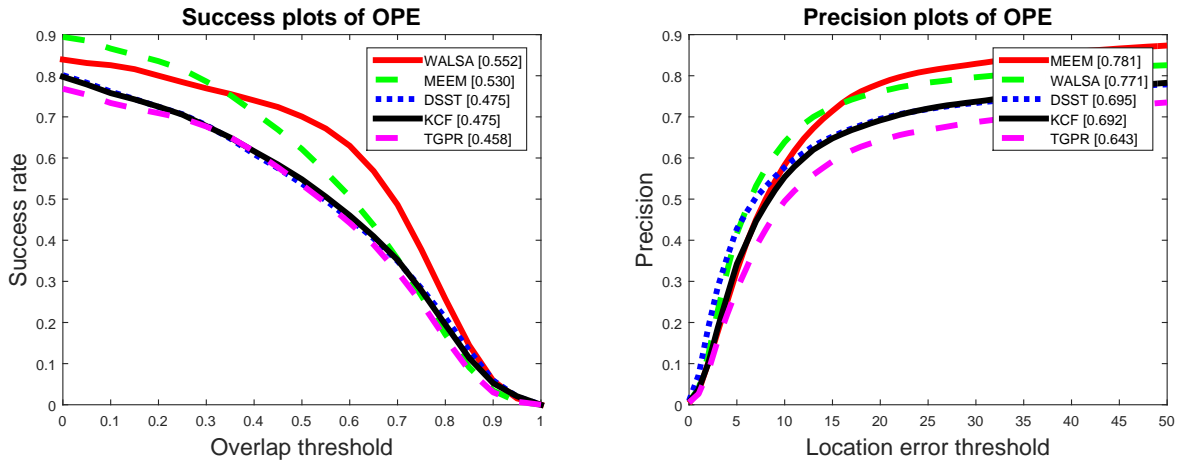 Success plots of OPE
0.9
0.8
0.7
0.6
0.5
0.4
0.3
0.2
0.1
0
Success rate
WALSA [0.552]
MEEM [0.530]
DSST [0.475]
KCF [0.475]
TGPR [0.458]
0 0.1 0.2 0.3 0.4 0.5 0.6 0.7 0.8 0.9 1
Overlap threshold
Precision plots of OPE
0.9
0.8
0.7
0.6
0.5
0.4
0.3
0.2
0.1
0
Precision
MEEM [0.781]
WALSA [0.771]
DSST [0.695]
KCF [0.692]
TGPR [0.643]
0 5 10 15 20 25 30 35 40 45 50
Location error threshold